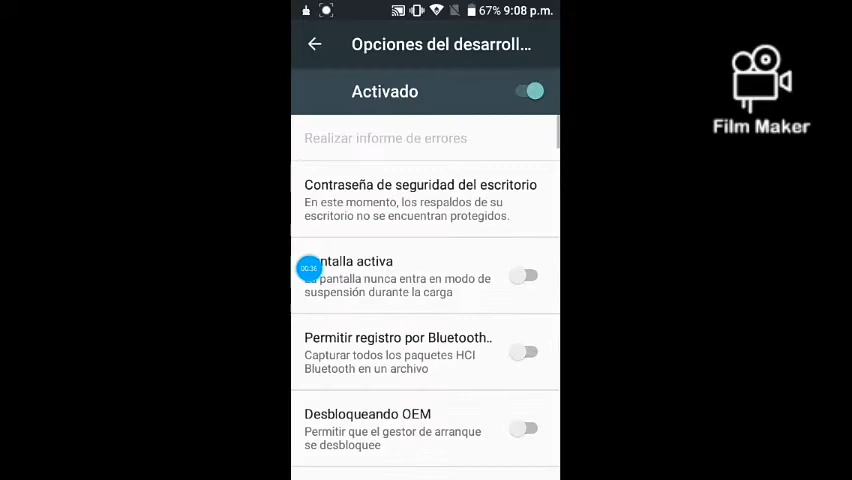 67% 9:08 p.m.
Opciones del desarroll...
Activado
Film Maker
Realizar informe de errores
Contraseña de seguridad del escritorio
En este momento, los respaldos de su
escritorio no se encuentran protegidos.
ntalla activa
00:36
pantalla nunca entra en modo de
suspensión durante la carga
Permitir registro por Bluetooth..
Capturar todos los paquetes HCI
Bluetooth en un archivo
Desbloqueando OEM
Permitir que el gestor de arranque
se desbloquee